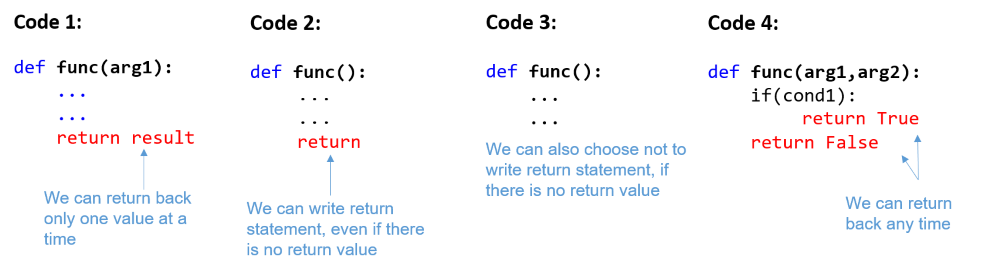 Code 1:
def func(arg1):
...
...
return result
We can return back
only one value at a
time
Code 2:
def func():
...
...
return
We can write return
statement, even if there
is no return value
Code 3:
def func():
...
...
We can also choose not to
write return statement, if
there is no return value
Code 4:
def func(arg1,arg2):
if(cond1):
return True
return False
We can return
back any time